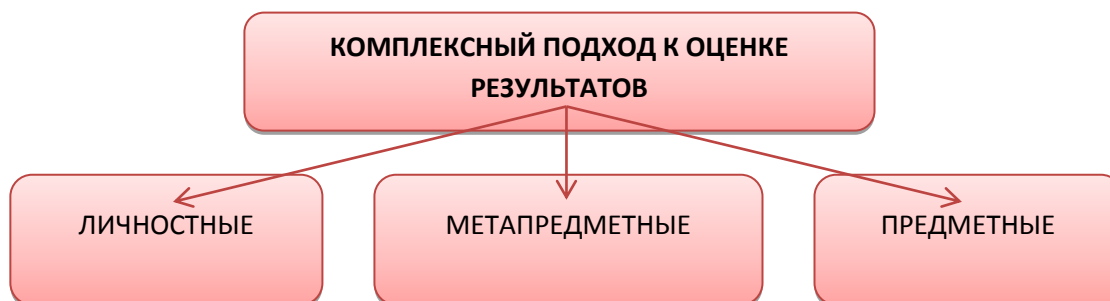 КОМПЛЕКСНЫЙ ПОДХОД К ОЦЕНКЕ
РЕЗУЛЬТАТОВ
ЛИЧНОСТНЫЕ
МЕТАПРЕДМЕТНЫЕ
ПРЕДМЕТНЫЕ